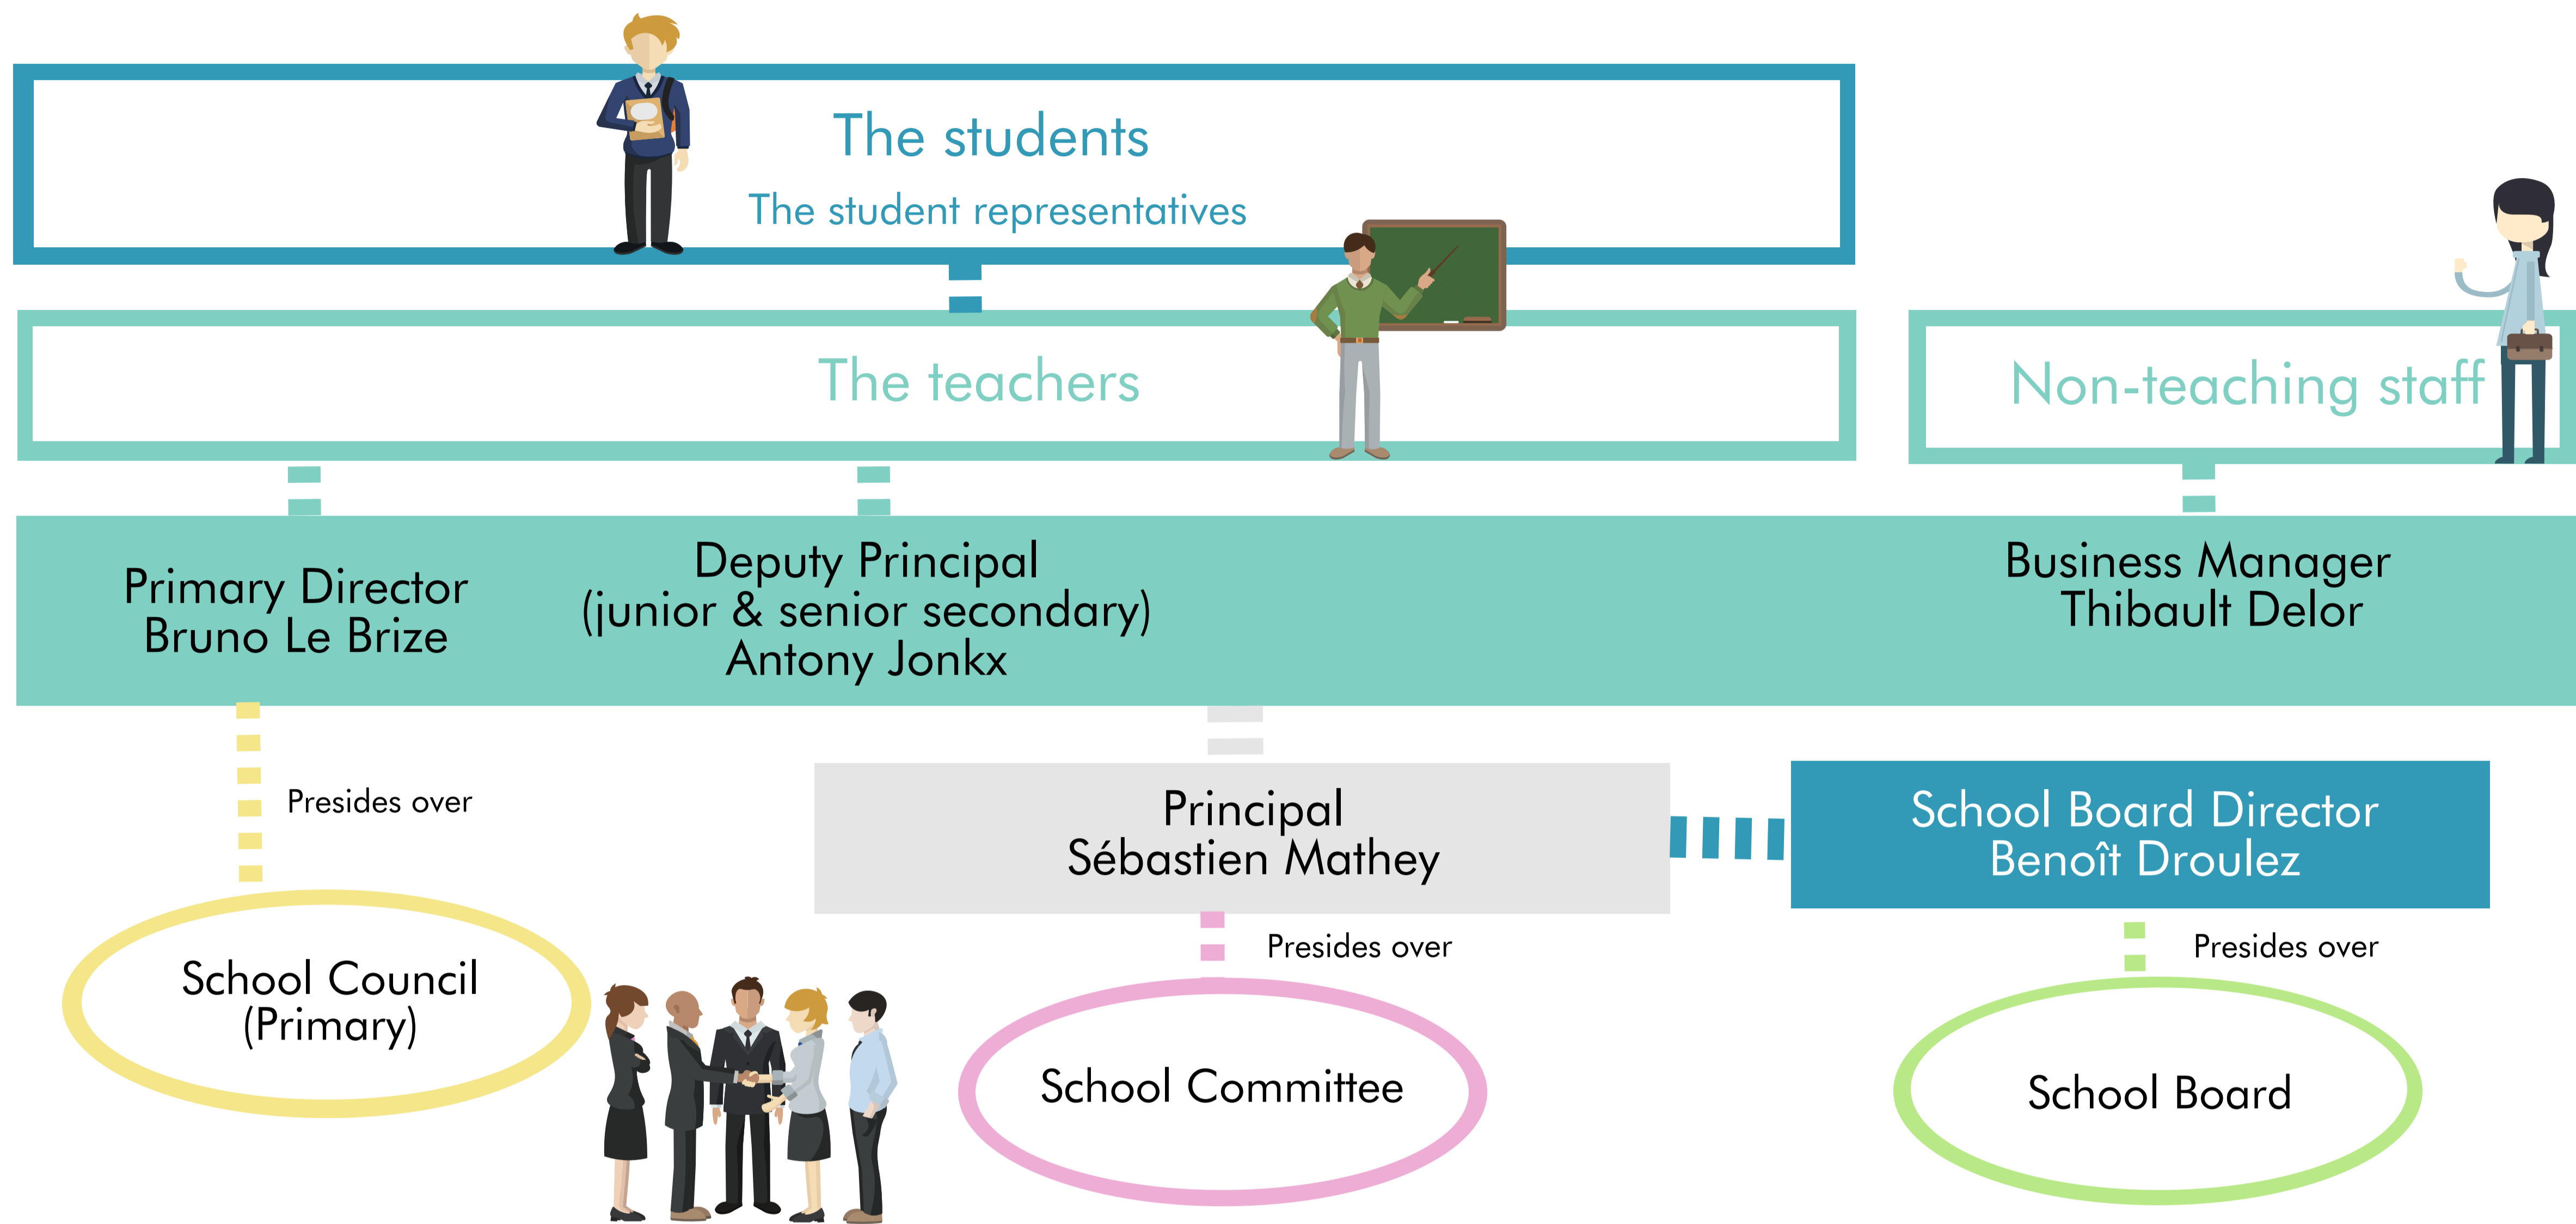 The students
The student representatives
The teachers
Non-teaching staff
Primary Director
Bruno Le Brize
Deputy Principal
(junior & senior secondary)
Antony Jonkx
Business Manager
Thibault Delor
Presides over
Principal
Sébastien Mathey
School Board Director
Benoît Droulez
Presides over
Presides over
School Council
(Primary)
School Committee
School Board